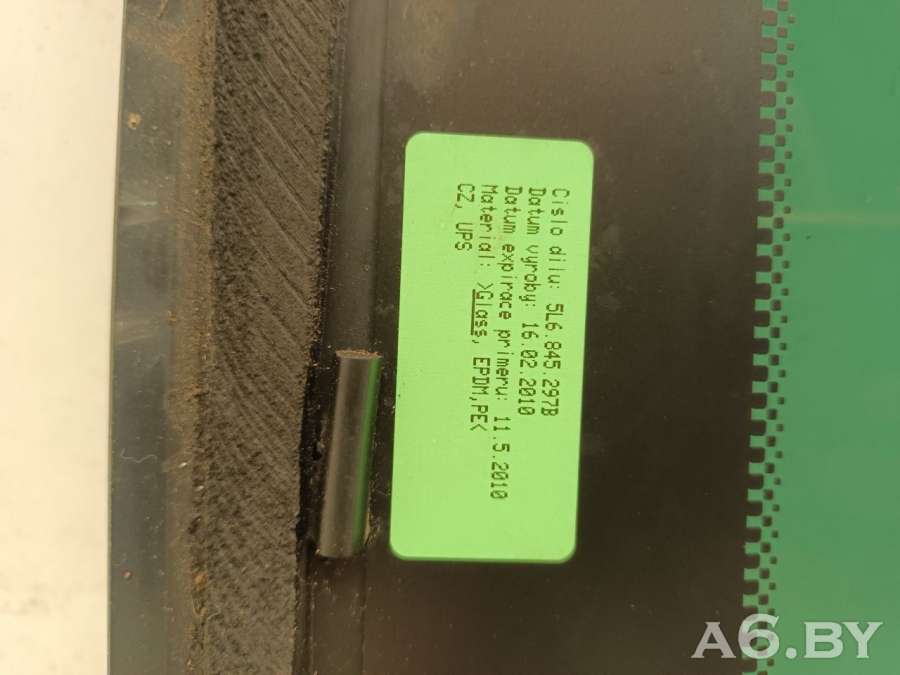 Cislo dilu: 5L6.845.297B
Datum vyroby: 16.02.2010
Datum expirace primeru: 11.5.2010
Material: >Glass, EPDM,PE<
CZ, UPS
A6.BY